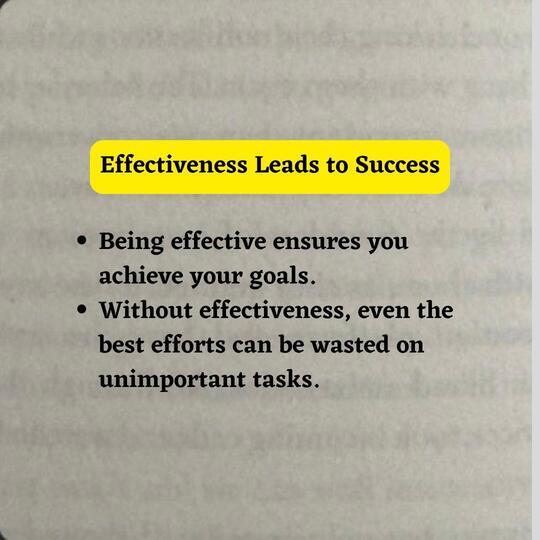 Effectiveness Leads to Success
• Being effective ensures you
achieve your goals.
• Without effectiveness, even the
best efforts can be wasted on
unimportant tasks.